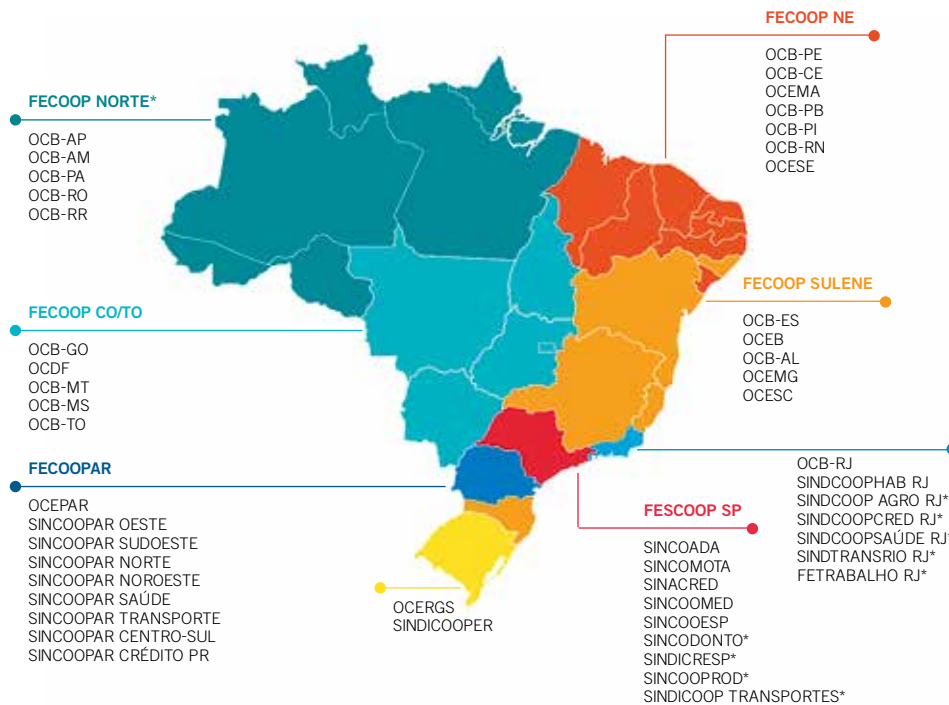 FECOOP NE
OCB-PE
OCB-CE
OCEMA
OCB-PB
OCB-PI
OCB-RN
OCESE
FECOOP NORTE*
OCB-AP
OCB-AM
OCB-PA
OCB-RO
OCB-RR
FECOOP SULENE
OCB-ES
OCEB
OCB-AL
OCEMG
OCESC
FECOOP CO/TO
OCB-GO
OCDF
OCB-MT
OCB-MS
OCB-TO
FECOOPAR
OCEPAR
SINCOOPAR OESTE
SINCOOPAR SUDOESTE
SINCOOPAR NORTE
SINCOOPAR NOROESTE
SINCOOPAR SAÚDE
SINCOOPAR TRANSPORTE
SINCOOPAR CENTRO-SUL
SINCOOPAR CRÉDITO PR
OCERGS
SINDICOOPER
FESCOOP SP
SINCOADA
SINCOMOTA
SINACRED
SINCOOMED
SINCOOESP
SINCODONTO*
SINDICRESP*
SINCOOPROD*
SINDICOOP TRANSPORTES*
OCB-RJ
SINDCOOPHAB RJ
SINDCOOP AGRO RJ*
SINDCOOPCRED RJ*
SINDCOOPSAÚDE RJ*
SINDTRANSRIO RJ*
FETRABALHO RJ*